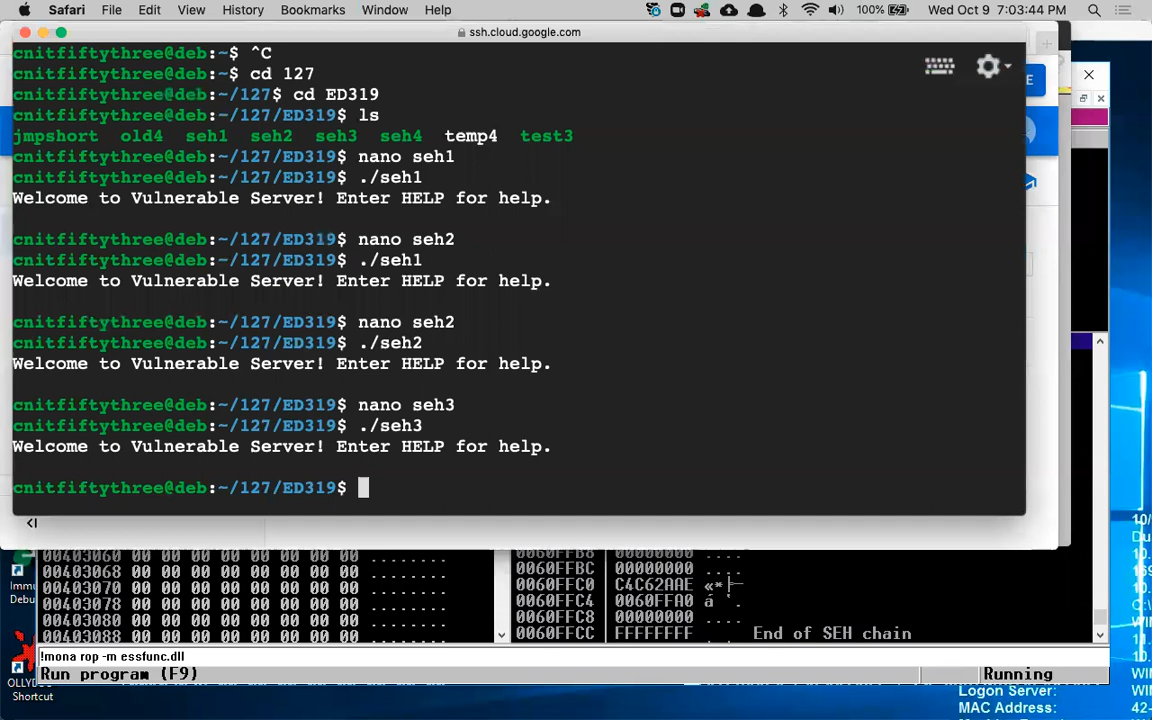 Safari File Edit View History Bookmarks Window Help 100% Wed Oct 9 7:03:44 PM
ssh.cloud.google.com
cnitfiftythree@deb:~$ ^C
cnitfiftythree@deb:~$ cd 127
cnitfiftythree@deb:~/127$ cd ED319
cnitfiftythree@deb:~/127/ED319$ ls
jmpshort old4 seh1 seh2 seh3 seh4 temp4 test3
cnitfiftythree@deb:~/127/ED319$ nano seh1
cnitfiftythree@deb:~/127/ED319$ ./seh1
Welcome to Vulnerable Server! Enter HELP for help.
cnitfiftythree@deb:~/127/ED319$ nano seh2
cnitfiftythree@deb:~/127/ED319$ ./seh1
Welcome to Vulnerable Server! Enter HELP for help.
cnitfiftythree@deb:~/127/ED319$ nano seh2
cnitfiftythree@deb:~/127/ED319$ ./seh2
Welcome to Vulnerable Server! Enter HELP for help.
cnitfiftythree@deb:~/127/ED319$ nano seh3
cnitfiftythree@deb:~/127/ED319$ ./seh3
Welcome to Vulnerable Server! Enter HELP for help.
cnitfiftythree@deb:~/127/ED319$
00403060 00 00 00 00 00 00 00 00 ........ 0060FFB8 00000000 ....
00403068 00 00 00 00 00 00 00 00 ........ 0060FFBC 00000000 ....
00403070 00 00 00 00 00 00 00 00 ........ 0060FFC0 C4C62AAE
00403078 00 00 00 00 00 00 00 00 ........ 0060FFC4 0060FFA0
00403080 00 00 00 00 00 00 00 00 ........ 0060FFC8 00000000 ....
00403088 00 00 00 00 00 00 00 00 ........ 0060FFCC FFFFFFFF End of SEH chain
!mona rop -m essfunc.dll
Run program (F9) Running
Immu
Debu
Shortcut
Logon Server:
MAC Address: